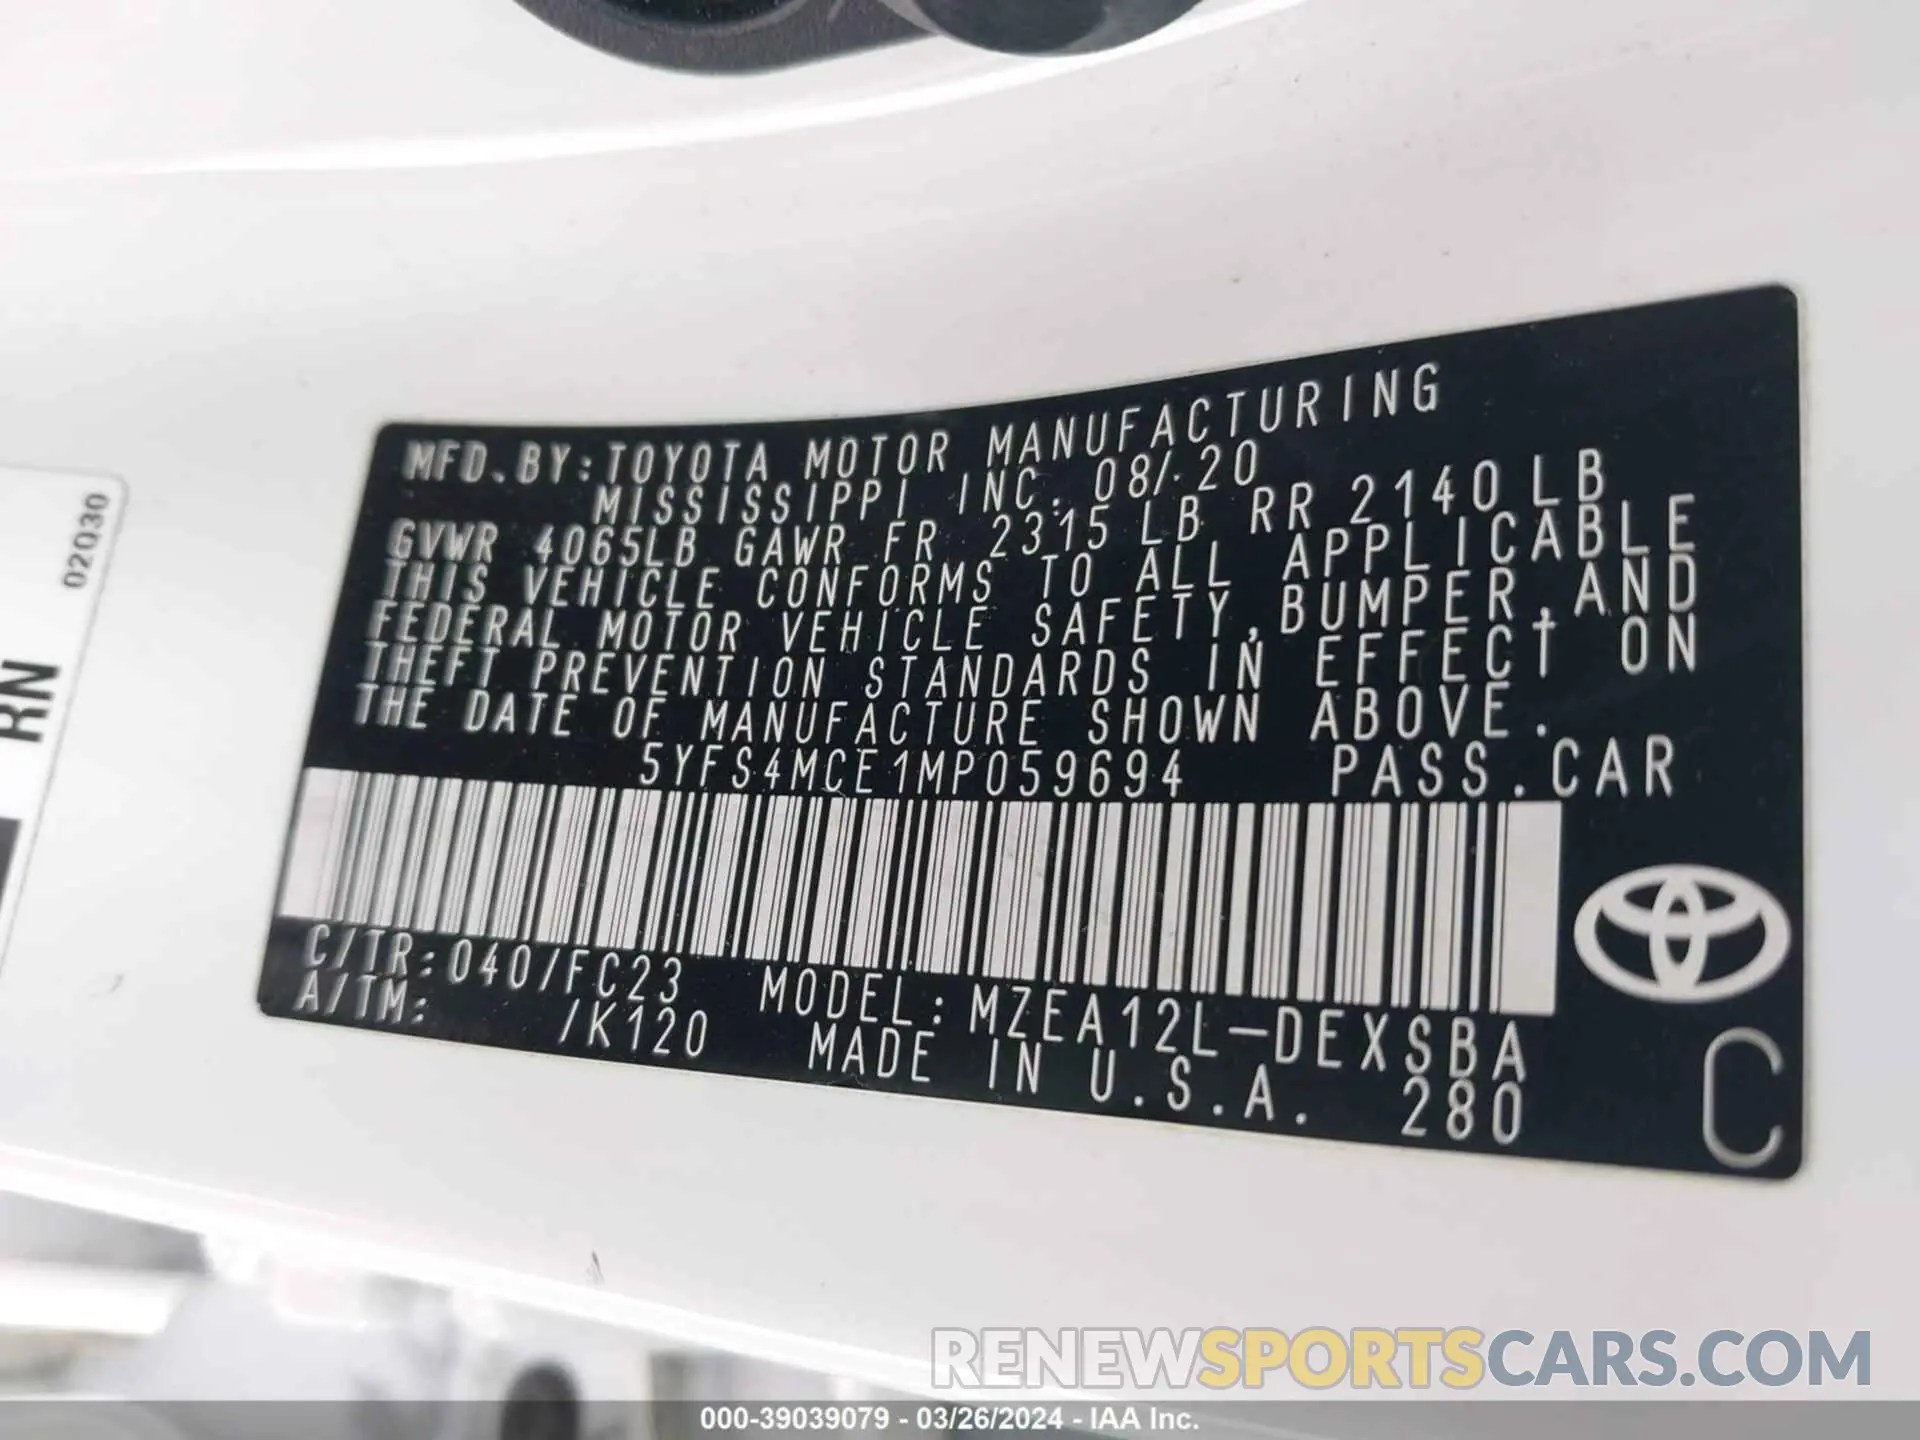 MFD.BY:TOYOTA MOTOR MANUFACTURING
MISSISSIPPI INC. 08/20
GVWR 4065LB GAWR FR 2315 LB RR 2140LB
THIS VEHICLE CONFORMS TO ALL APPLICABLE
FEDERAL MOTOR VEHICLE SAFETY,BUMPER,AND
THEFT PREVENTION STANDARDS IN EFFECT ON
THE DATE OF MANUFACTURE SHOWN ABOVE.
5YFS4MCE1MP059694 PASS.CAR
C/TR:040/FC23 MODEL:MZEA12L-DEXSBA
A/TM: /K120 MADE IN U.S.A. 280
C
02030
RN
RENEWSPORTSCARS.COM
000-39039079 - 03/26/2024 - IAA Inc.